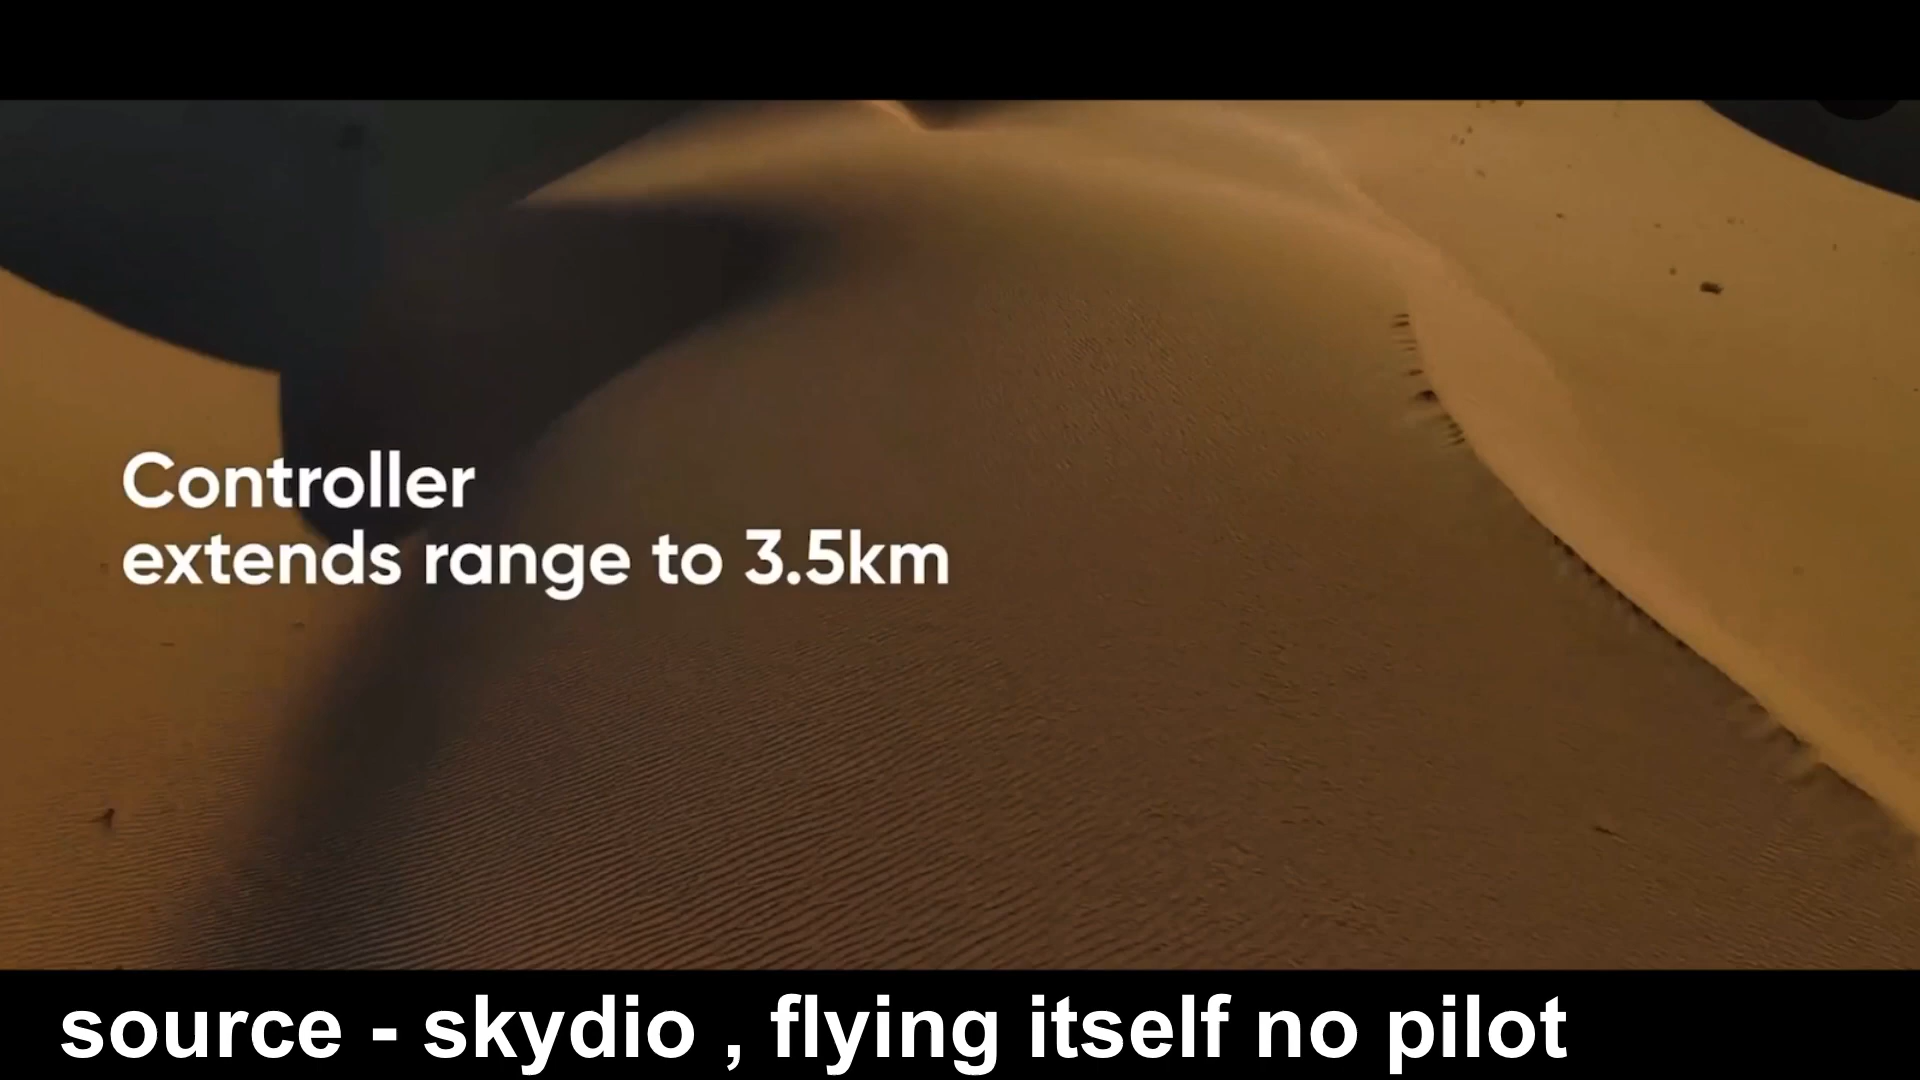 Controller
extends range to 3.5km
source - skydio , flying itself no pilot